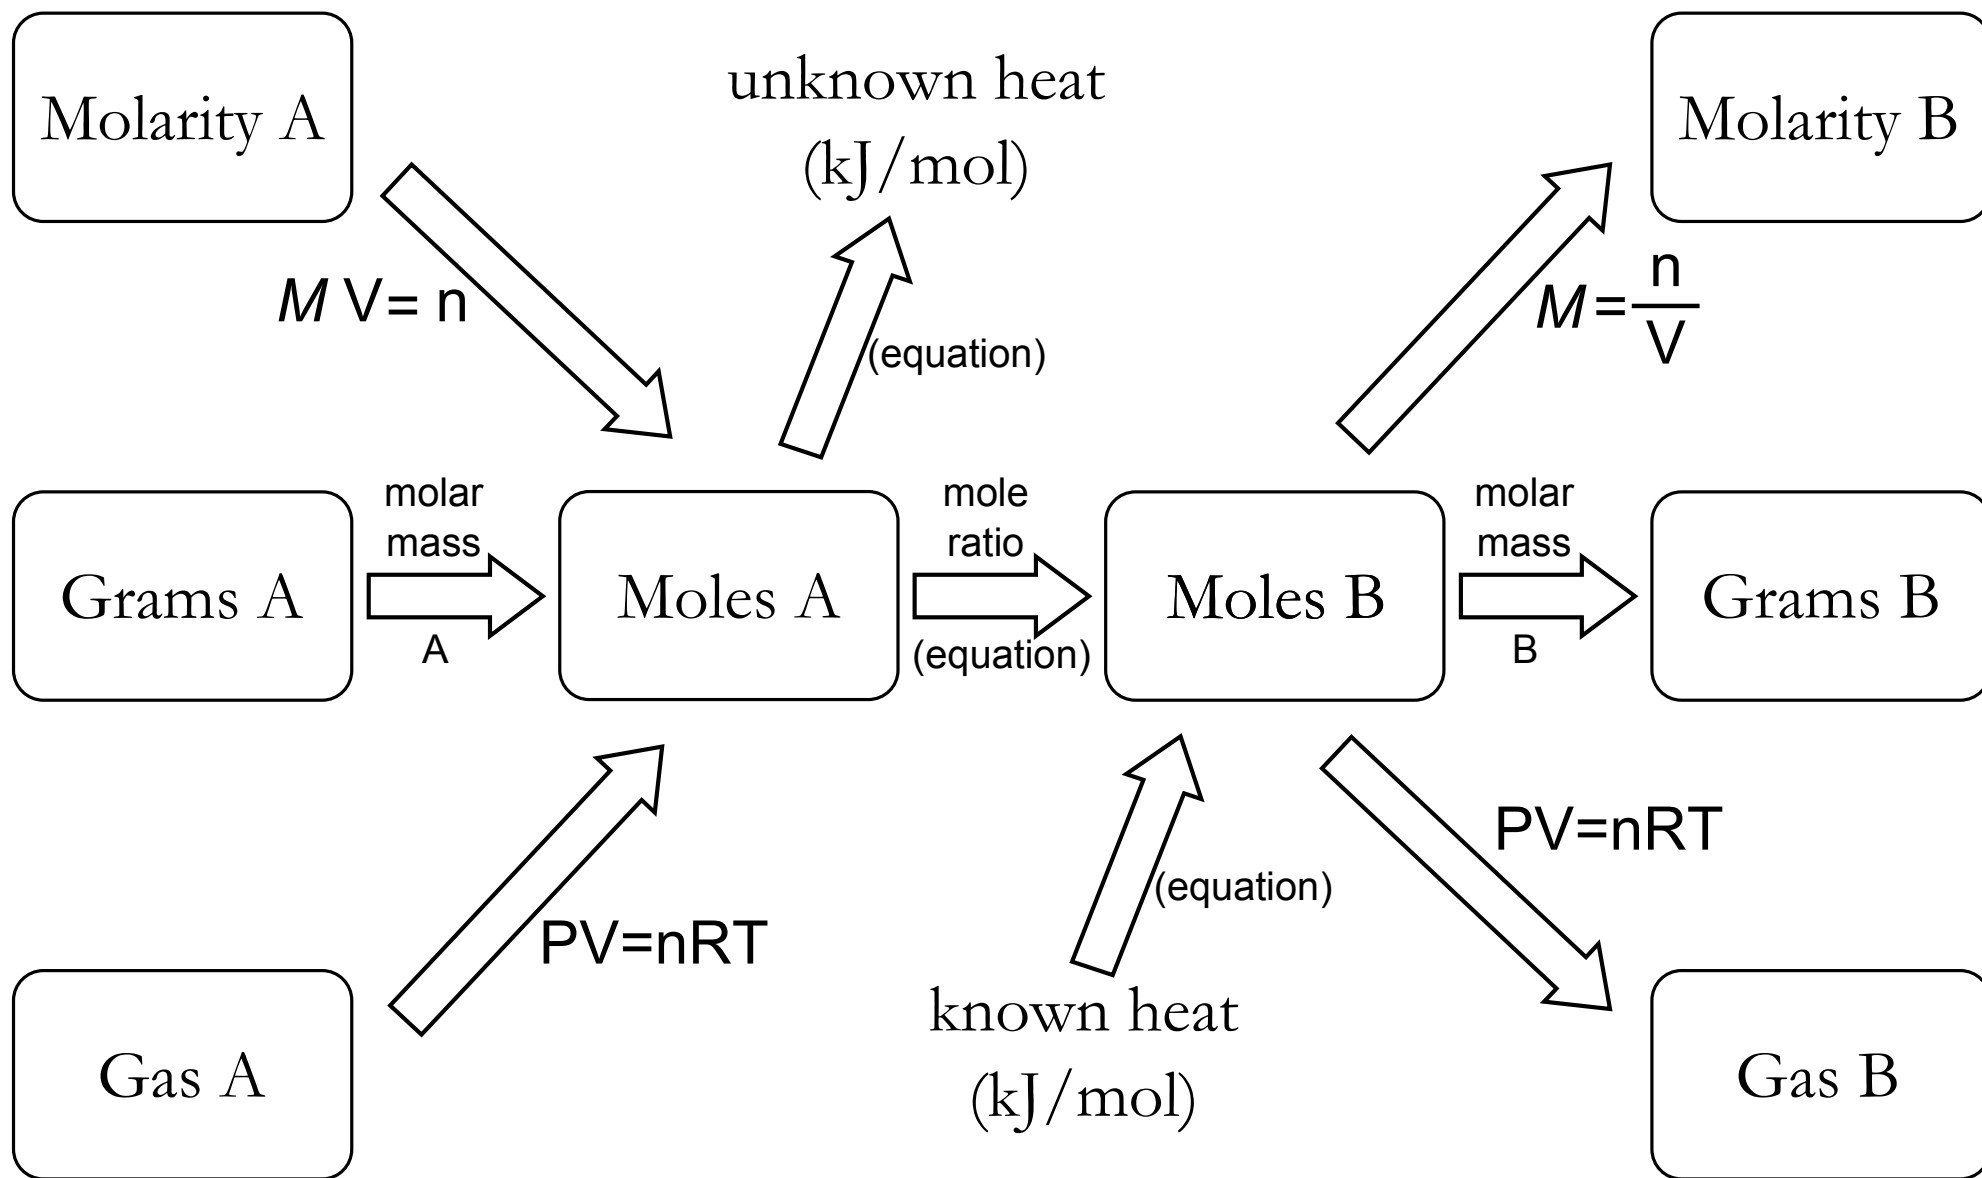 Molarity A
unknown heat
(kJ/mol)
Molarity B
M V= n
(equation)
M = n
V
molar
mass
mole
ratio
molar
mass
Grams A
Moles A
Moles B
Grams B
A
(equation)
B
PV=nRT
(equation)
PV=nRT
known heat
(kJ/mol)
Gas A
Gas B